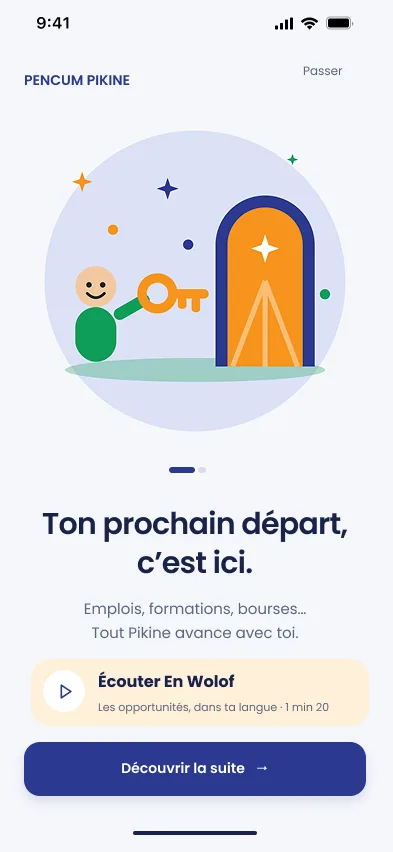 9:41
PENCUM PIKINE
Passer
Ton prochain départ,
c’est ici.
Emplois, formations, bourses...
Tout Pikine avance avec toi.
Écouter En Wolof
Les opportunités, dans ta langue · 1 min 20
Découvrir la suite →